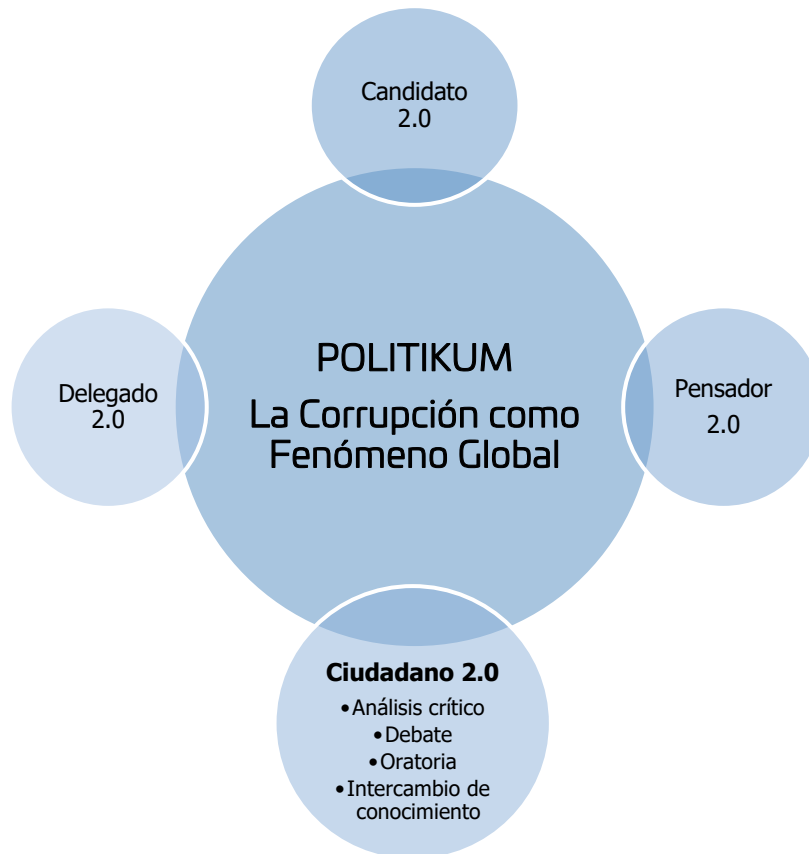 Candidato
2.0
POLITIKUM
La Corrupción como
Fenómeno Global
Delegado
2.0
Pensador
2.0
Ciudadano 2.0
•Análisis crítico
•Debate
•Oratoria
•Intercambio de
conocimiento